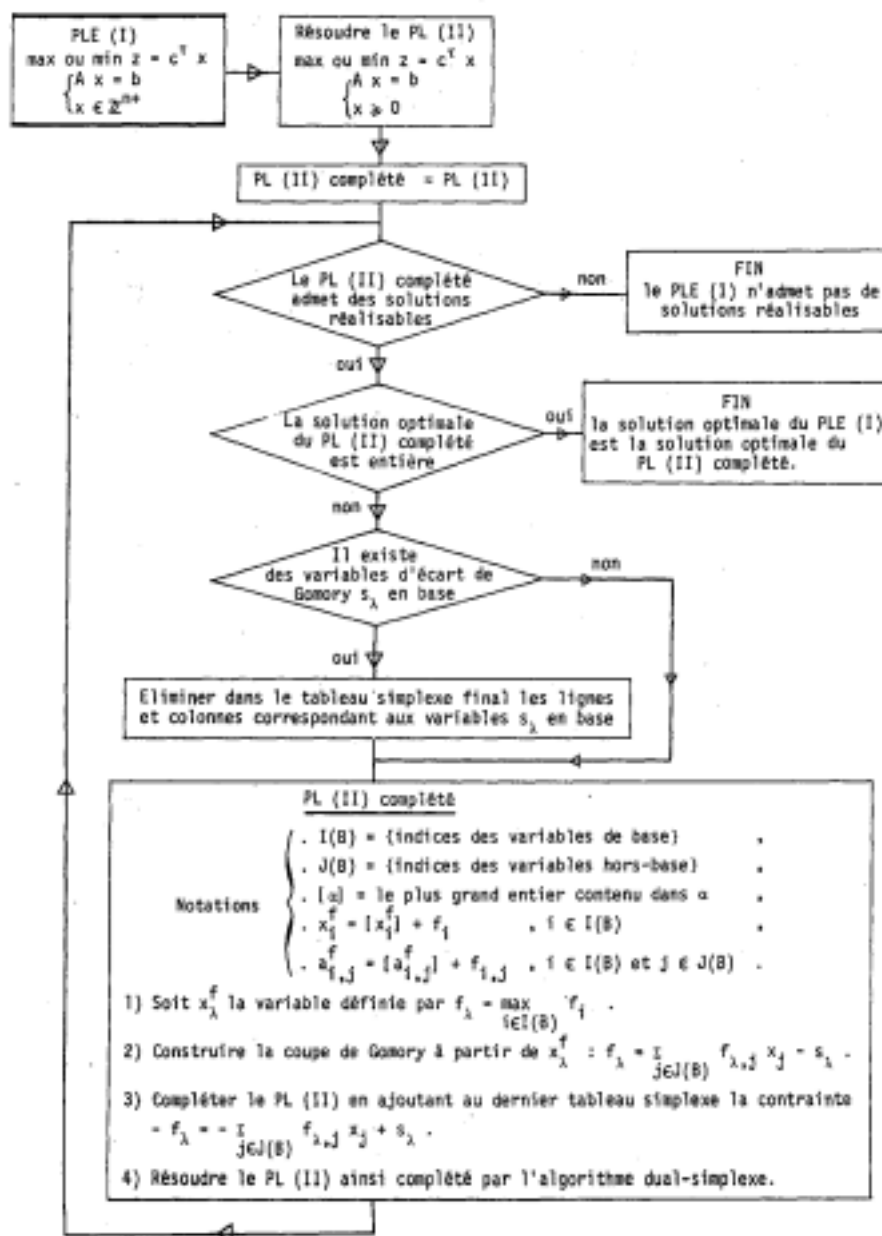 PLE (I)
max ou min z = cᵀ x
A x = b
x ∈ ℤⁿ⁺
Résoudre le PL (II)
max ou min z = cᵀ x
A x = b
x ⩾ 0
PL (II) complété = PL (II)
Le PL (II) complété
admet des solutions
réalisables
non
FIN
le PLE (I) n'admet pas de
solutions réalisables
oui
La solution optimale
du PL (II) complété
est entière
oui
FIN
la solution optimale du PLE (I)
est la solution optimale du
PL (II) complété.
non
Il existe
des variables d'écart de
Gomory s_λ en base
non
oui
Eliminer dans le tableau simplexe final les lignes
et colonnes correspondant aux variables s_λ en base
PL (II) complété
Notations
. I(B) = {indices des variables de base} .
. J(B) = {indices des variables hors-base} .
. [α] = le plus grand entier contenu dans α .
. x_i^f = [x_i^f] + f_i , i ∈ I(B) .
. a_{i,j}^f = [a_{i,j}^f] + f_{i,j} , i ∈ I(B) et j ∈ J(B) .
1) Soit x_λ^f la variable définie par f_λ = max_{i∈I(B)} f_i .
2) Construire la coupe de Gomory à partir de x_λ^f : f_λ = Σ_{j∈J(B)} f_{λ,j} x_j - s_λ .
3) Compléter le PL (II) en ajoutant au dernier tableau simplexe la contrainte
- f_λ = - Σ_{j∈J(B)} f_{λ,j} x_j + s_λ .
4) Résoudre le PL (II) ainsi complété par l'algorithme dual-simplexe.